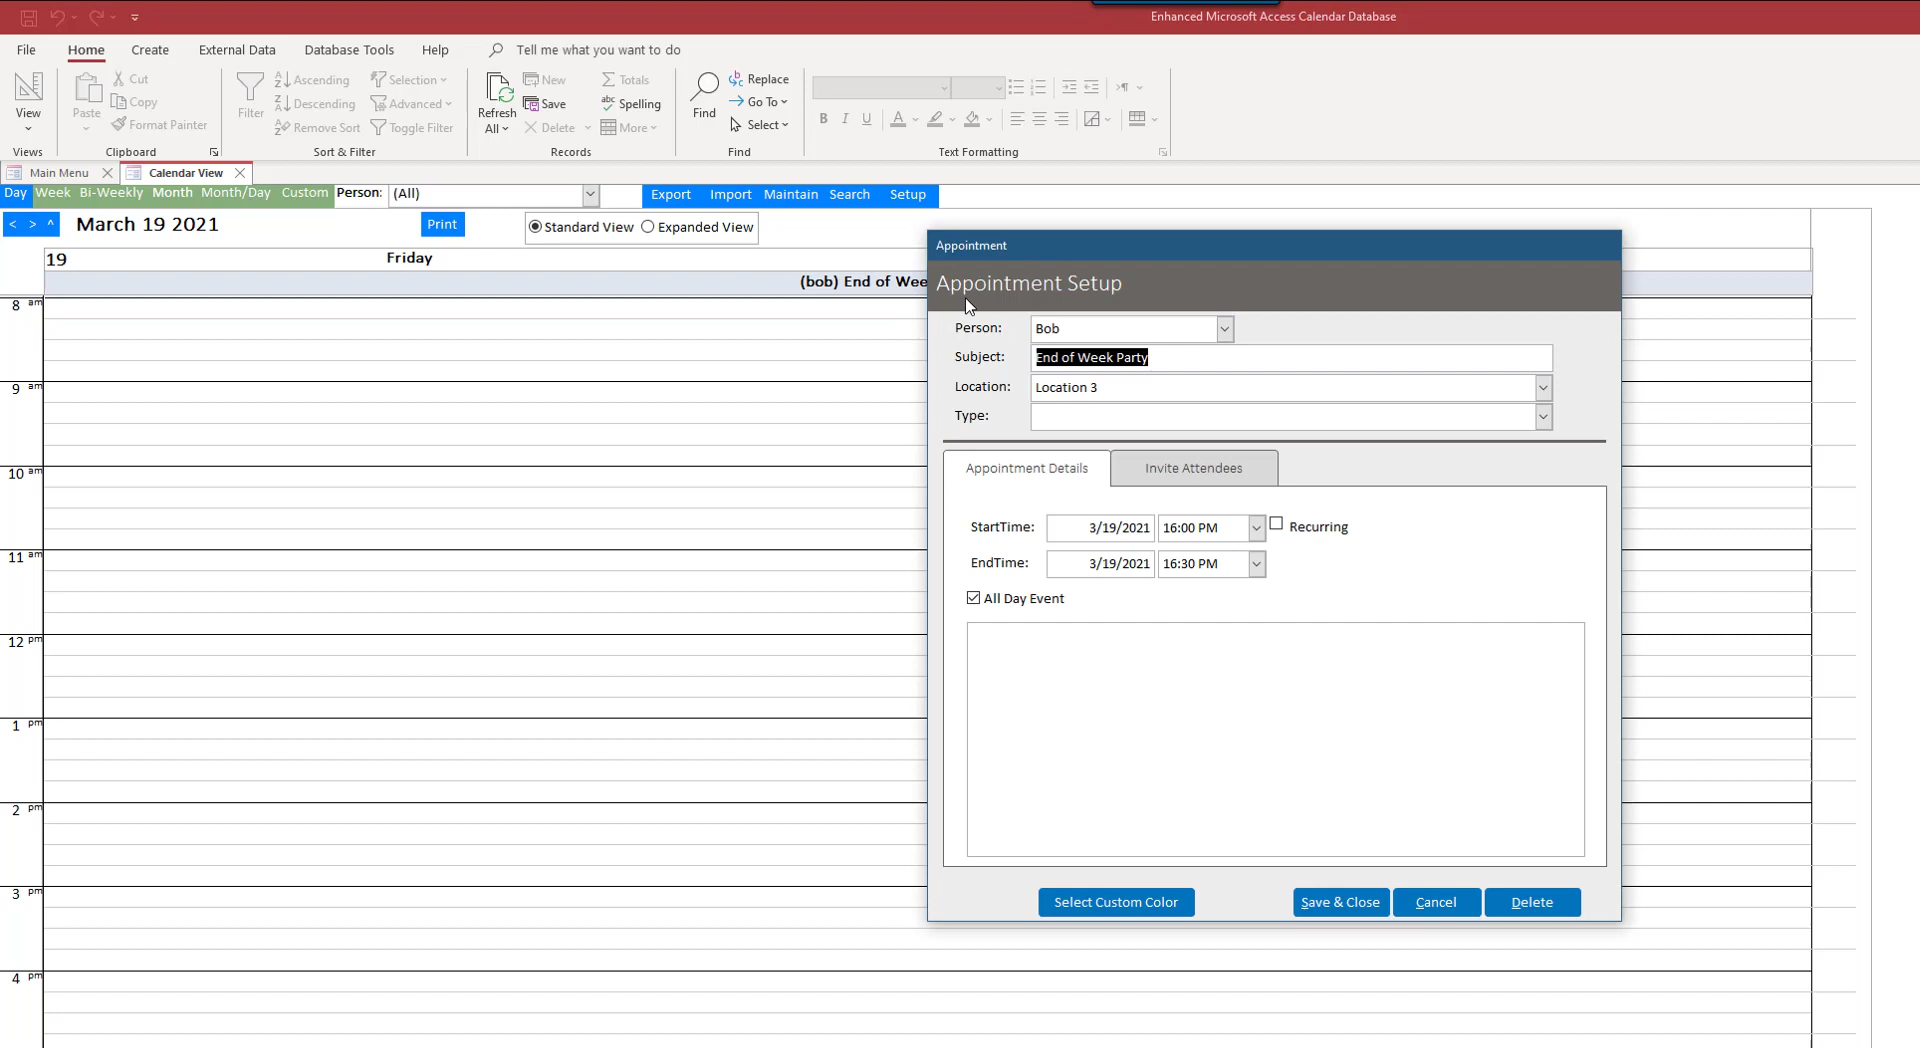 Enhanced Microsoft Access Calendar Database
File Home Create External Data Database Tools Help Tell me what you want to do
View
Views
Paste
Cut
Copy
Format Painter
Clipboard
Filter
Ascending
Descending
Remove Sort
Selection
Advanced
Toggle Filter
Sort & Filter
Refresh
All
New
Save
Delete
Totals
Spelling
More
Records
Find
Replace
Go To
Select
Find
B I U A
Text Formatting
Main Menu Calendar View
Day Week Bi-Weekly Month Month/Day Custom Person: (All) Export Import Maintain Search Setup
< > ^ March 19 2021 Print Standard View Expanded View
19 Friday
(bob) End of Wee
8 am
9 am
10 am
11 am
12 pm
1 pm
2 pm
3 pm
4 pm
Appointment
Appointment Setup
Person: Bob
Subject: End of Week Party
Location: Location 3
Type:
Appointment Details Invite Attendees
StartTime: 3/19/2021 16:00 PM Recurring
EndTime: 3/19/2021 16:30 PM
All Day Event
Select Custom Color Save & Close Cancel Delete